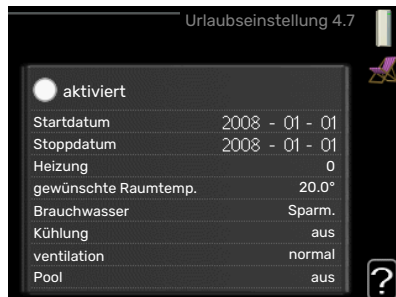 Urlaubseinstellung 4.7
aktiviert
Startdatum 2008 - 01 - 01
Stoppdatum 2008 - 01 - 01
Heizung 0
gewünschte Raumtemp. 20.0°
Brauchwasser Sparm.
Kühlung aus
ventilation normal
Pool aus
?